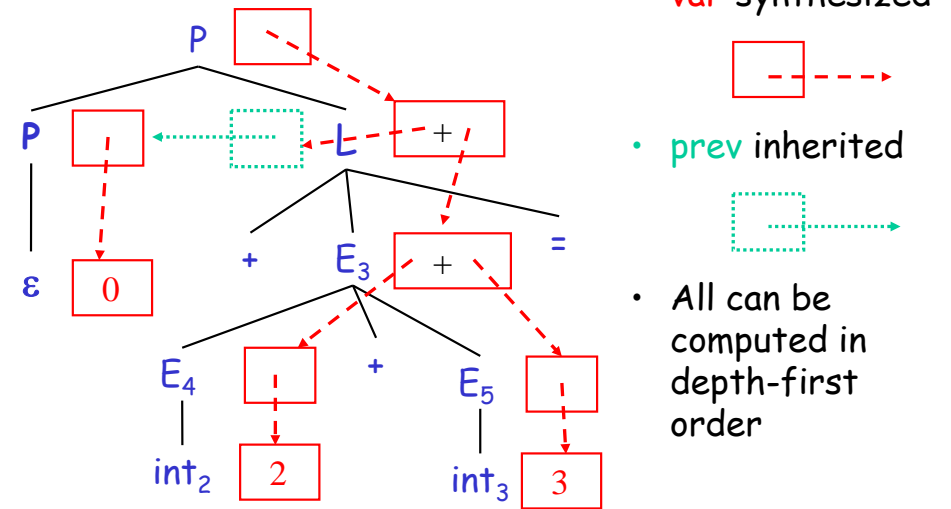 val synthesized
P
P
L
+
• prev inherited
ε
0
+
E3
+
=
• All can be
computed in
depth-first
order
E4
+
E5
int2
2
int3
3